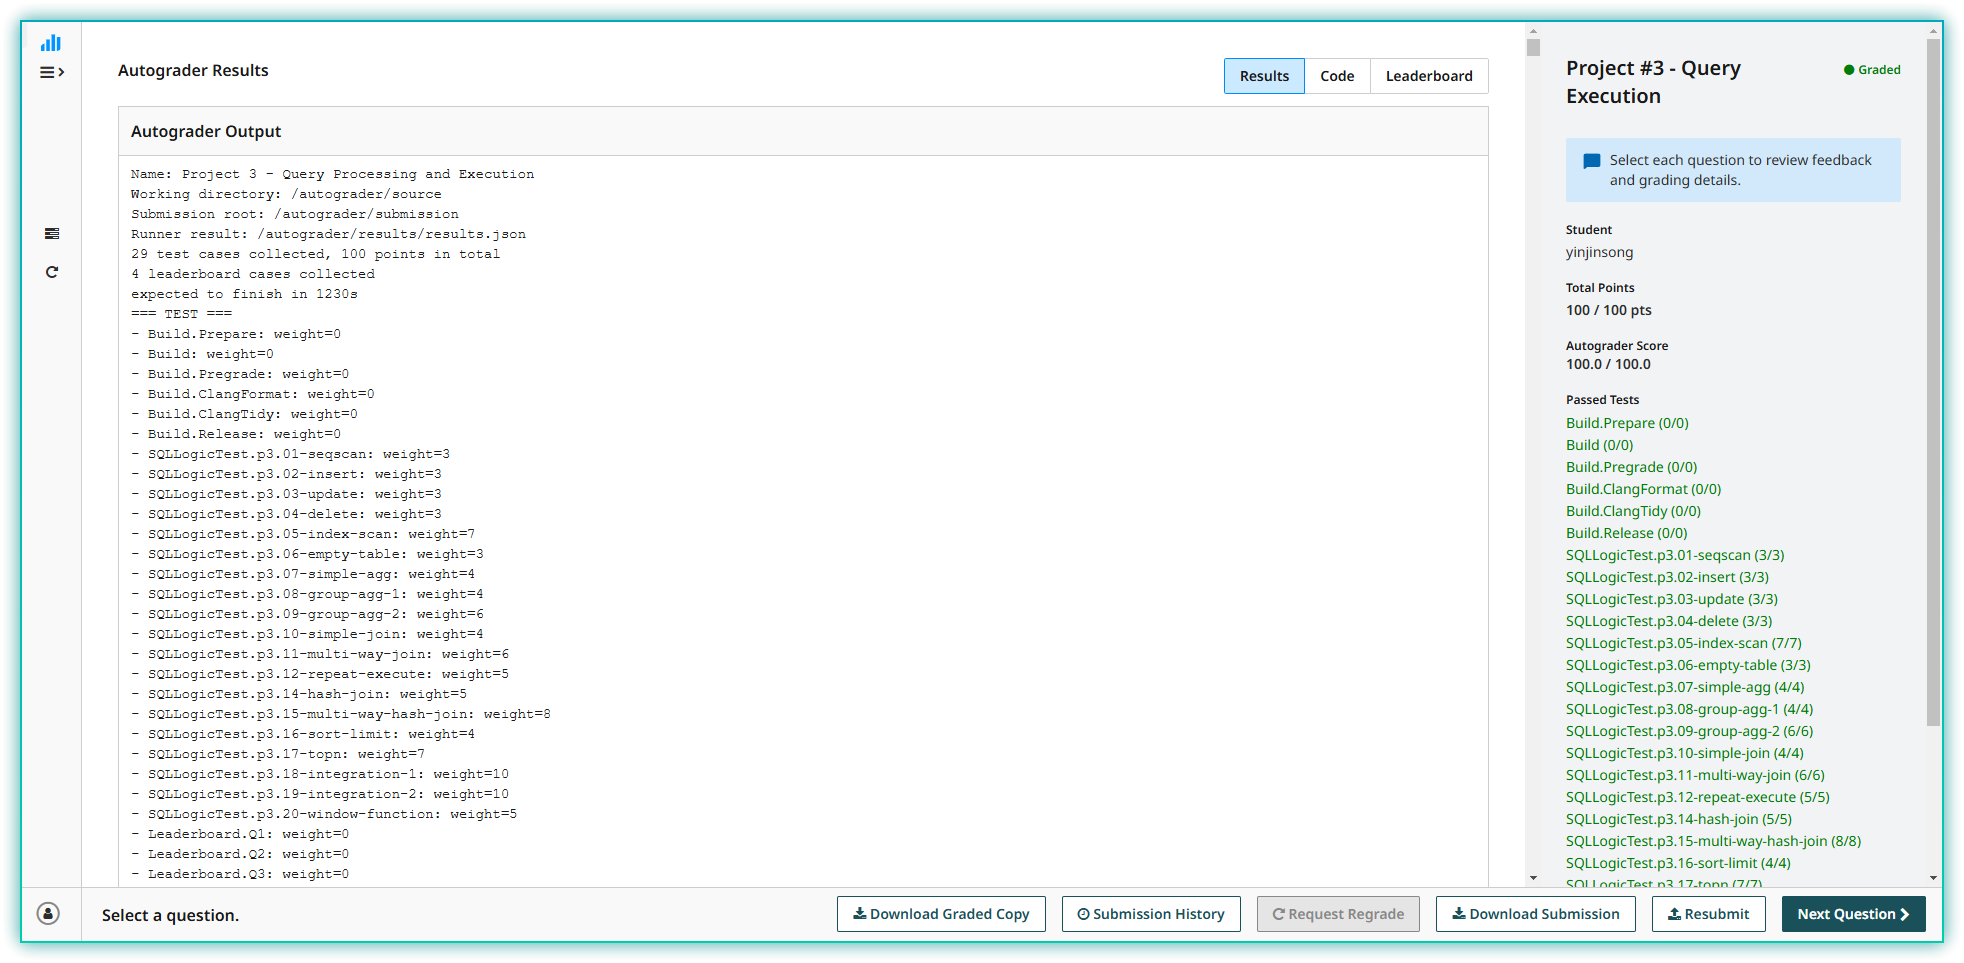 Autograder Results
Results
Code
Leaderboard
Autograder Output
Name: Project 3 - Query Processing and Execution
Working directory: /autograder/source
Submission root: /autograder/submission
Runner result: /autograder/results/results.json
29 test cases collected, 100 points in total
4 leaderboard cases collected
expected to finish in 1230s
=== TEST ===
- Build.Prepare: weight=0
- Build: weight=0
- Build.Pregrade: weight=0
- Build.ClangFormat: weight=0
- Build.ClangTidy: weight=0
- Build.Release: weight=0
- SQLLogicTest.p3.01-seqscan: weight=3
- SQLLogicTest.p3.02-insert: weight=3
- SQLLogicTest.p3.03-update: weight=3
- SQLLogicTest.p3.04-delete: weight=3
- SQLLogicTest.p3.05-index-scan: weight=7
- SQLLogicTest.p3.06-empty-table: weight=3
- SQLLogicTest.p3.07-simple-agg: weight=4
- SQLLogicTest.p3.08-group-agg-1: weight=4
- SQLLogicTest.p3.09-group-agg-2: weight=6
- SQLLogicTest.p3.10-simple-join: weight=4
- SQLLogicTest.p3.11-multi-way-join: weight=6
- SQLLogicTest.p3.12-repeat-execute: weight=5
- SQLLogicTest.p3.14-hash-join: weight=5
- SQLLogicTest.p3.15-multi-way-hash-join: weight=8
- SQLLogicTest.p3.16-sort-limit: weight=4
- SQLLogicTest.p3.17-topn: weight=7
- SQLLogicTest.p3.18-integration-1: weight=10
- SQLLogicTest.p3.19-integration-2: weight=10
- SQLLogicTest.p3.20-window-function: weight=5
- Leaderboard.Q1: weight=0
- Leaderboard.Q2: weight=0
- Leaderboard.Q3: weight=0
Project #3 - Query
Execution
Graded
Select each question to review feedback
and grading details.
Student
yinjinsong
Total Points
100 / 100 pts
Autograder Score
100.0 / 100.0
Passed Tests
Build.Prepare (0/0)
Build (0/0)
Build.Pregrade (0/0)
Build.ClangFormat (0/0)
Build.ClangTidy (0/0)
Build.Release (0/0)
SQLLogicTest.p3.01-seqscan (3/3)
SQLLogicTest.p3.02-insert (3/3)
SQLLogicTest.p3.03-update (3/3)
SQLLogicTest.p3.04-delete (3/3)
SQLLogicTest.p3.05-index-scan (7/7)
SQLLogicTest.p3.06-empty-table (3/3)
SQLLogicTest.p3.07-simple-agg (4/4)
SQLLogicTest.p3.08-group-agg-1 (4/4)
SQLLogicTest.p3.09-group-agg-2 (6/6)
SQLLogicTest.p3.10-simple-join (4/4)
SQLLogicTest.p3.11-multi-way-join (6/6)
SQLLogicTest.p3.12-repeat-execute (5/5)
SQLLogicTest.p3.14-hash-join (5/5)
SQLLogicTest.p3.15-multi-way-hash-join (8/8)
SQLLogicTest.p3.16-sort-limit (4/4)
SQLLogicTest.p3.17-topn (7/7)
Select a question.
Download Graded Copy
Submission History
Request Regrade
Download Submission
Resubmit
Next Question